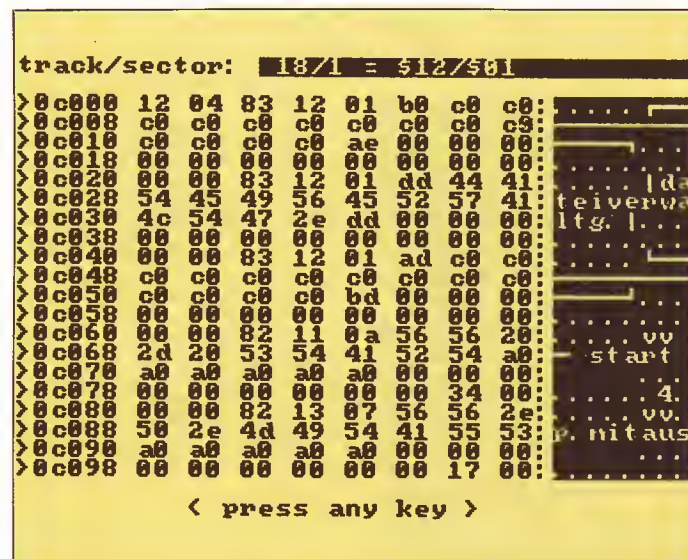 track/sector: 18/1 = $12/$01
>0c000 12 04 83 12 01 b0 c0 c0: . . . .
>0c008 c0 c0 c0 c0 c0 c0 c0 c9:
>0c010 c0 c0 c0 c0 ae 00 00 00: . . .
>0c018 00 00 00 00 00 00 00 00: . . . . . . . .
>0c020 00 00 83 12 01 dd 44 41: . . . . . |da
>0c028 54 45 49 56 45 52 57 41:teiverwa
>0c030 4c 54 47 2e dd 00 00 00:ltg. |. . .
>0c038 00 00 00 00 00 00 00 00: . . . . . . . .
>0c040 00 00 83 12 01 ad c0 c0: . . . . .
>0c048 c0 c0 c0 c0 c0 c0 c0 c0:
>0c050 c0 c0 c0 c0 bd 00 00 00: . . .
>0c058 00 00 00 00 00 00 00 00: . . . . . . . .
>0c060 00 00 82 11 0a 56 56 20: . . . . . vv
>0c068 2d 20 53 54 41 52 54 a0:- start
>0c070 a0 a0 a0 a0 a0 00 00 00: . . .
>0c078 00 00 00 00 00 00 34 00: . . . . . . 4.
>0c080 00 00 82 13 07 56 56 2e: . . . . . vv.
>0c088 50 2e 4d 49 54 41 55 53:p.mitaus
>0c090 a0 a0 a0 a0 a0 00 00 00: . . .
>0c098 00 00 00 00 00 00 17 00: . . . . . . . .
< press any key >